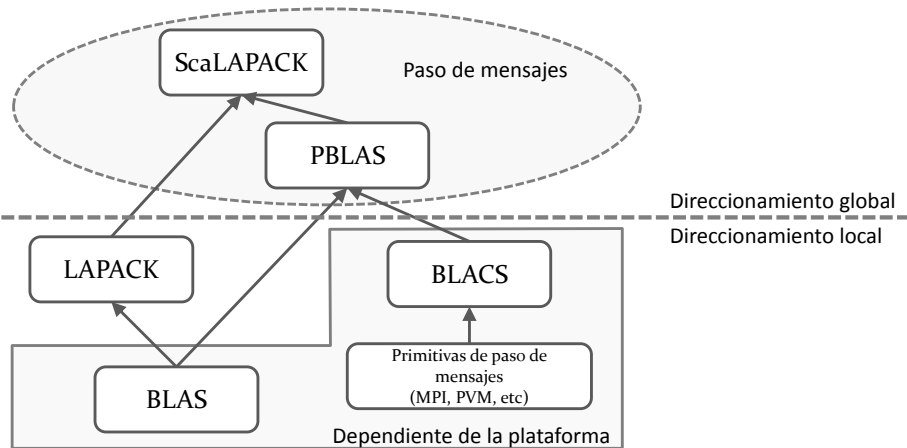 ScaLAPACK
Paso de mensajes
PBLAS
Direccionamiento global
Direccionamiento local
LAPACK
BLACS
Primitivas de paso de
mensajes
(MPI, PVM, etc)
BLAS
Dependiente de la plataforma